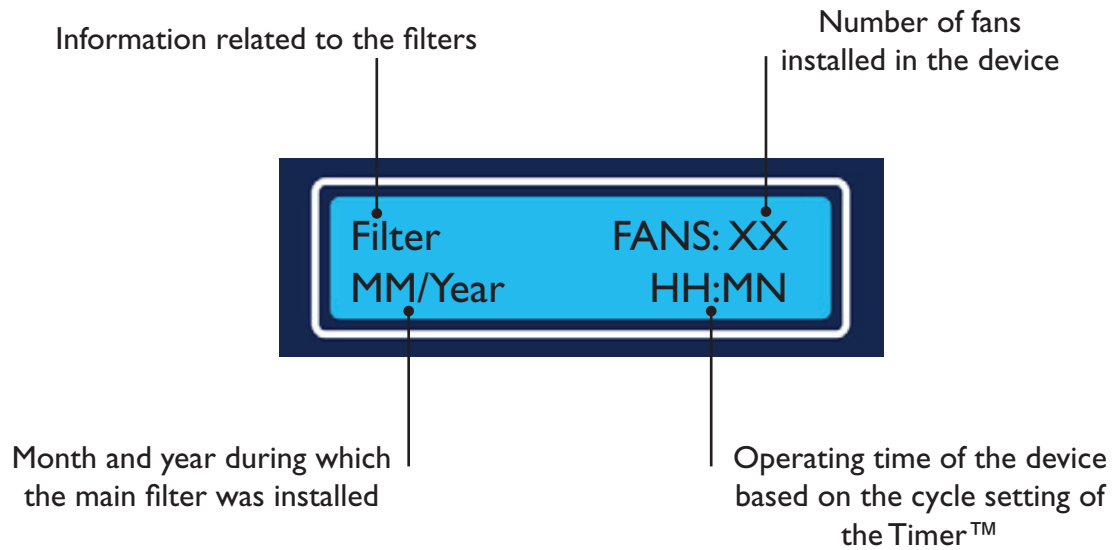 Information related to the filters
Number of fans
installed in the device
Filter FANS: XX
MM/Year HH:MN
Month and year during which
the main filter was installed
Operating time of the device
based on the cycle setting of
the Timer™